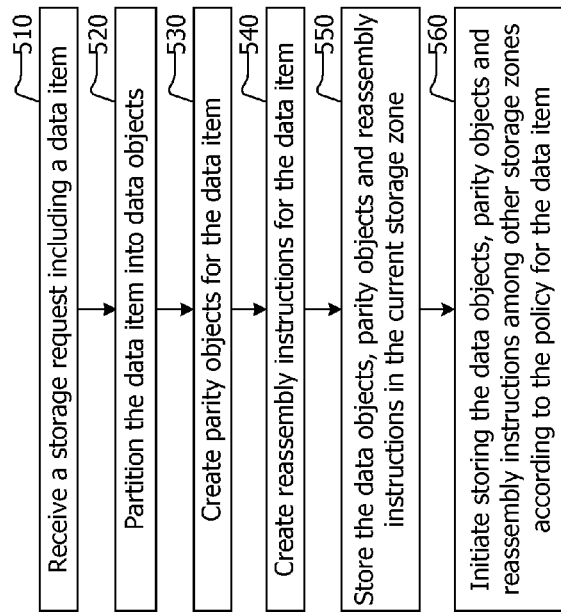 510
Receive a storage request including a data item
520
Partition the data item into data objects
530
Create parity objects for the data item
540
Create reassembly instructions for the data item
550
Store the data objects, parity objects and reassembly
instructions in the current storage zone
560
Initiate storing the data objects, parity objects and
reassembly instructions among other storage zones
according to the policy for the data item